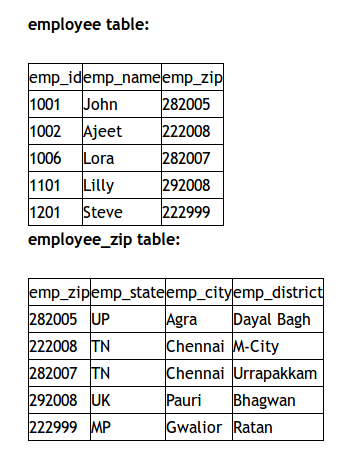 employee table:
emp_id emp_name emp_zip
1001 John 282005
1002 Ajeet 222008
1006 Lora 282007
1101 Lilly 292008
1201 Steve 222999
employee_zip table:
emp_zip emp_state emp_city emp_district
282005 UP Agra Dayal Bagh
222008 TN Chennai M-City
282007 TN Chennai Urrapakkam
292008 UK Pauri Bhagwan
222999 MP Gwalior Ratan